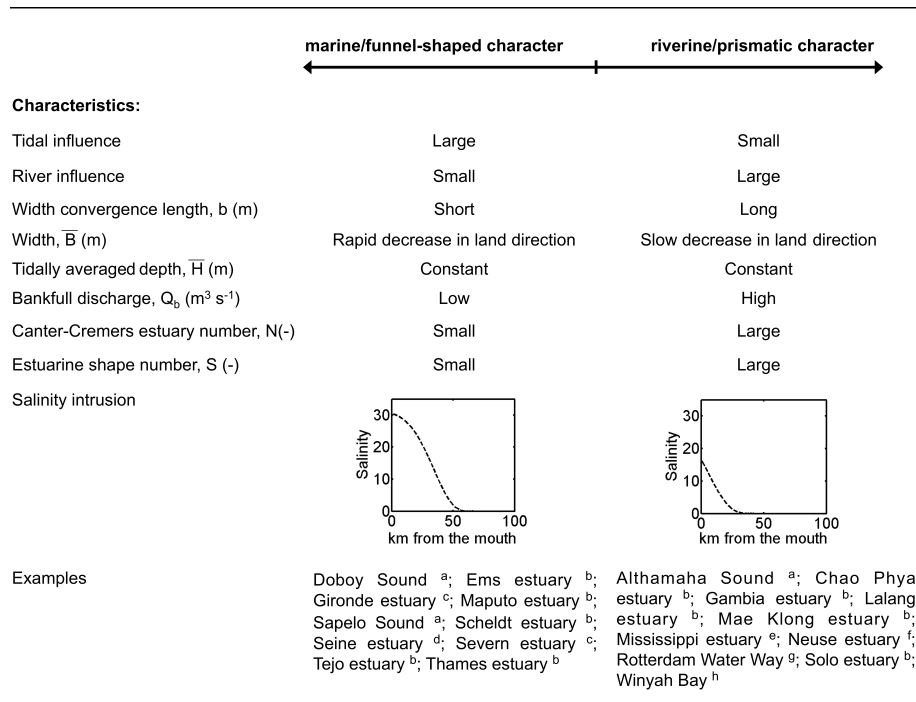 marine/funnel-shaped character riverine/prismatic character
Characteristics:
Tidal influence Large Small
River influence Small Large
Width convergence length, b (m) Short Long
Width, B̅ (m) Rapid decrease in land direction Slow decrease in land direction
Tidally averaged depth, H̅ (m) Constant Constant
Bankfull discharge, Q_b (m³ s⁻¹) Low High
Canter-Cremers estuary number, N(-) Small Large
Estuarine shape number, S (-) Small Large
Salinity intrusion
Salinity
30
20
10
0
0 50 100
km from the mouth
Salinity
30
20
10
0
0 50 100
km from the mouth
Examples
Doboy Sound ᵃ; Ems estuary ᵇ;
Gironde estuary ᶜ; Maputo estuary ᵇ;
Sapelo Sound ᵃ; Scheldt estuary ᵇ;
Seine estuary ᵈ; Severn estuary ᶜ;
Tejo estuary ᵇ; Thames estuary ᵇ
Althamaha Sound ᵃ; Chao Phya
estuary ᵇ; Gambia estuary ᵇ; Lalang
estuary ᵇ; Mae Klong estuary ᵇ;
Mississippi estuary ᵉ; Neuse estuary ᶠ;
Rotterdam Water Way ᵍ; Solo estuary ᵇ;
Winyah Bay ʰ